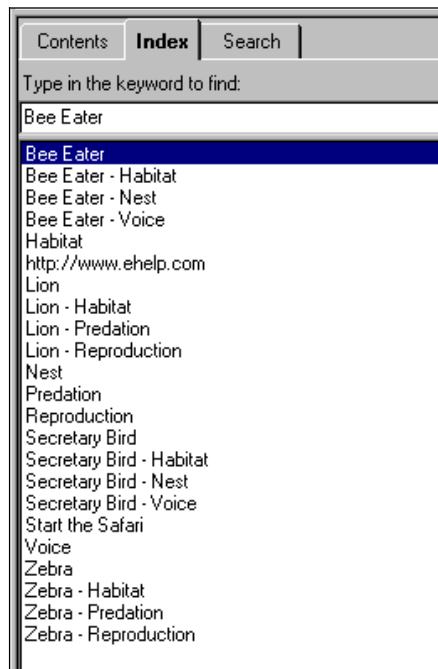 Contents Index Search
Type in the keyword to find:
Bee Eater
Bee Eater
Bee Eater - Habitat
Bee Eater - Nest
Bee Eater - Voice
Habitat
http://www.ehelp.com
Lion
Lion - Habitat
Lion - Predation
Lion - Reproduction
Nest
Predation
Reproduction
Secretary Bird
Secretary Bird - Habitat
Secretary Bird - Nest
Secretary Bird - Voice
Start the Safari
Voice
Zebra
Zebra - Habitat
Zebra - Predation
Zebra - Reproduction